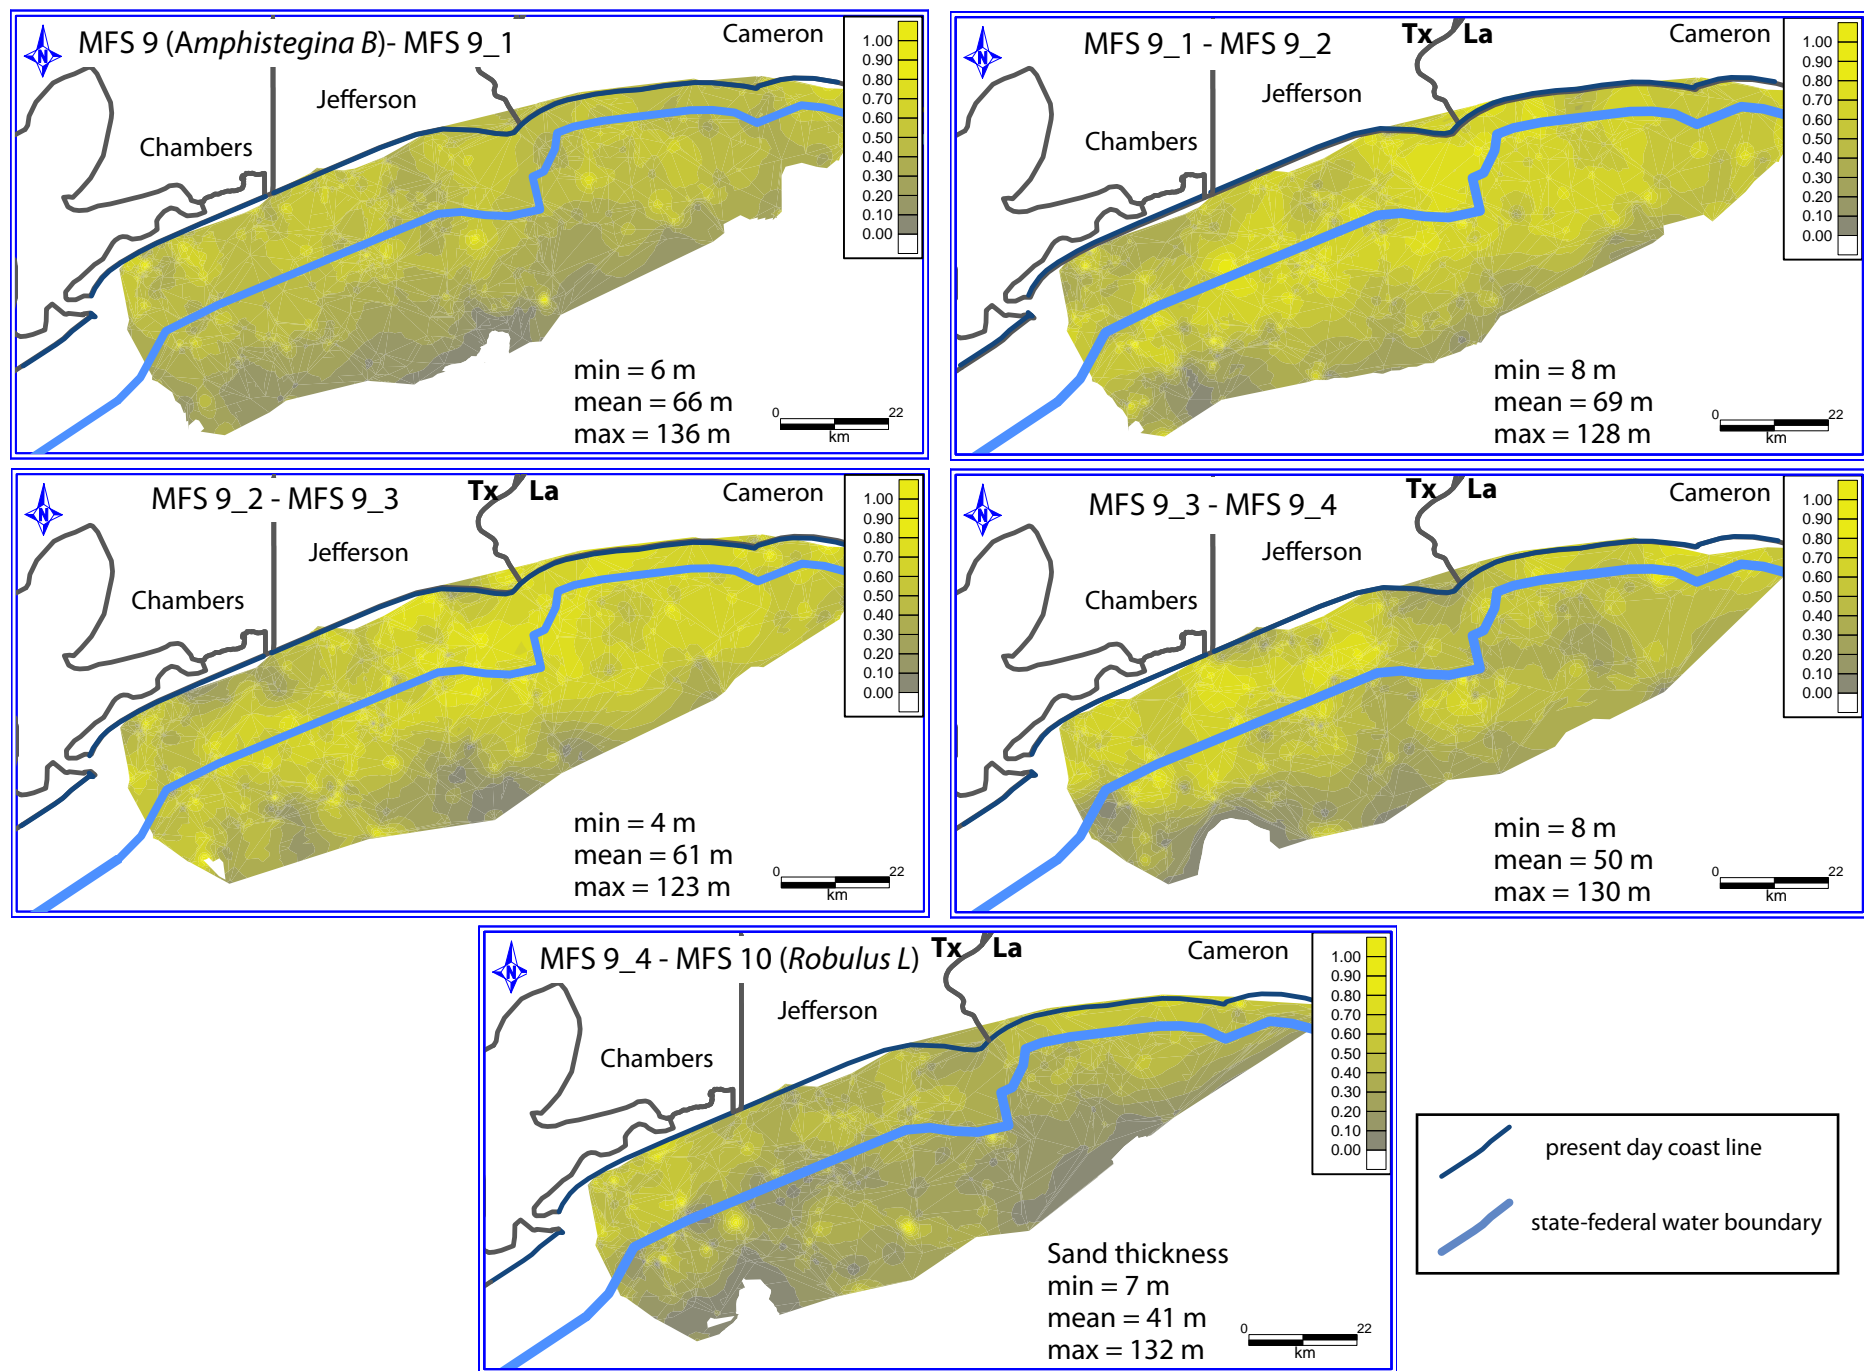 MFS 9 (Amphistegina B)- MFS 9_1
Cameron
Jefferson
Chambers
N
1.00
0.90
0.80
0.70
0.60
0.50
0.40
0.30
0.20
0.10
0.00
min = 6 m
mean = 66 m
max = 136 m
0 22
km
MFS 9_1 - MFS 9_2
Tx La
Cameron
Jefferson
Chambers
N
1.00
0.90
0.80
0.70
0.60
0.50
0.40
0.30
0.20
0.10
0.00
min = 8 m
mean = 69 m
max = 128 m
0 22
km
MFS 9_2 - MFS 9_3
Tx La
Cameron
Jefferson
Chambers
N
1.00
0.90
0.80
0.70
0.60
0.50
0.40
0.30
0.20
0.10
0.00
min = 4 m
mean = 61 m
max = 123 m
0 22
km
MFS 9_3 - MFS 9_4
Tx La
Cameron
Jefferson
Chambers
N
1.00
0.90
0.80
0.70
0.60
0.50
0.40
0.30
0.20
0.10
0.00
min = 8 m
mean = 50 m
max = 130 m
0 22
km
MFS 9_4 - MFS 10 (Robulus L)
Tx La
Cameron
Jefferson
Chambers
N
1.00
0.90
0.80
0.70
0.60
0.50
0.40
0.30
0.20
0.10
0.00
Sand thickness
min = 7 m
mean = 41 m
max = 132 m
0 22
km
present day coast line
state-federal water boundary